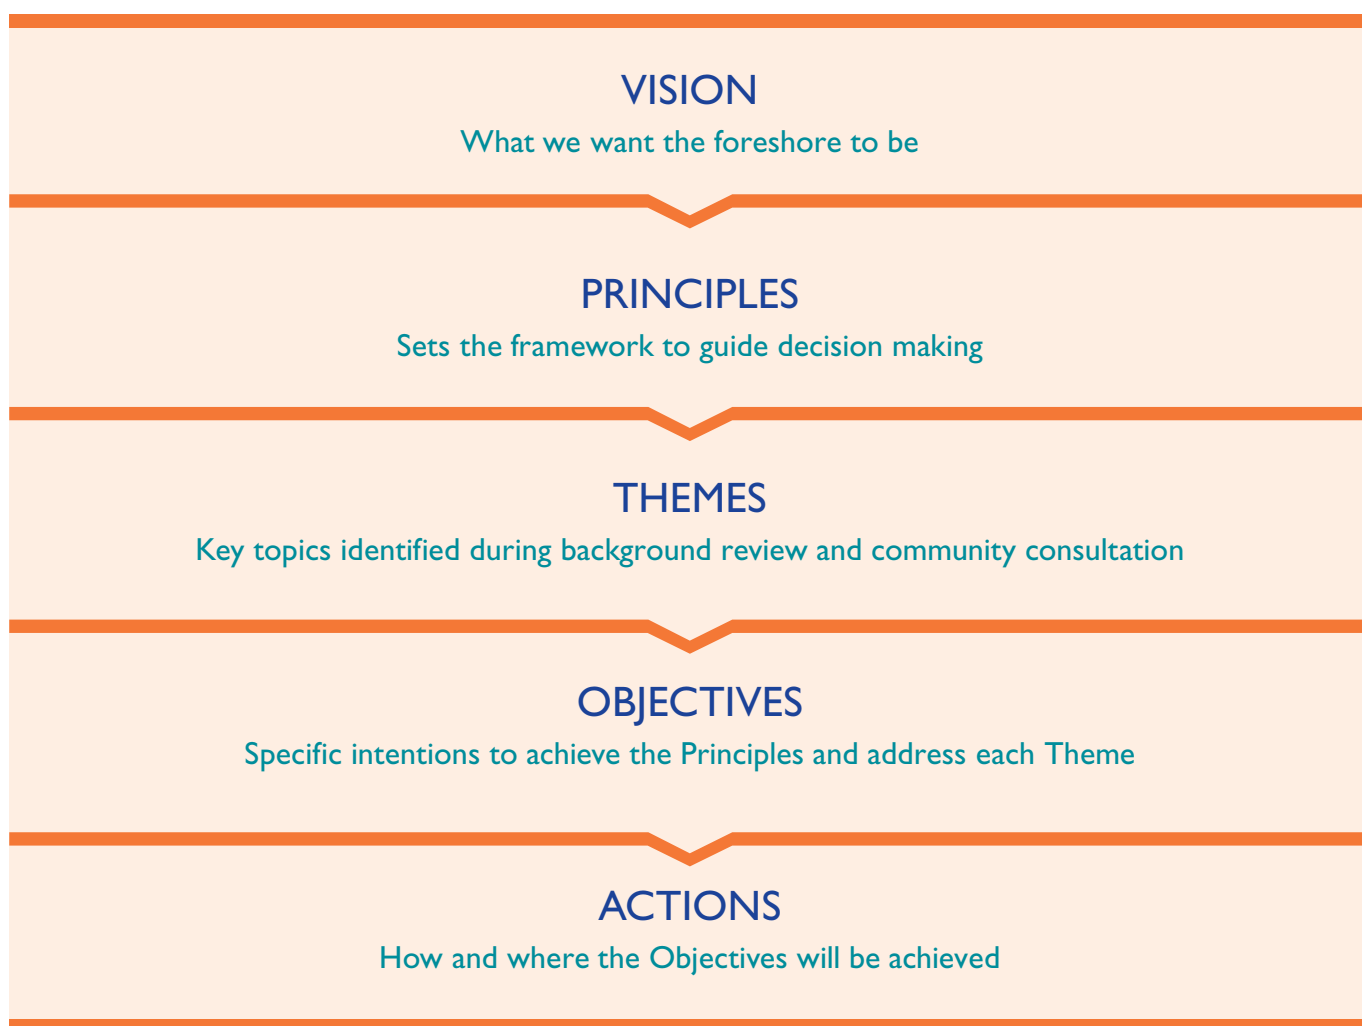 VISION
What we want the foreshore to be
PRINCIPLES
Sets the framework to guide decision making
THEMES
Key topics identified during background review and community consultation
OBJECTIVES
Specific intentions to achieve the Principles and address each Theme
ACTIONS
How and where the Objectives will be achieved